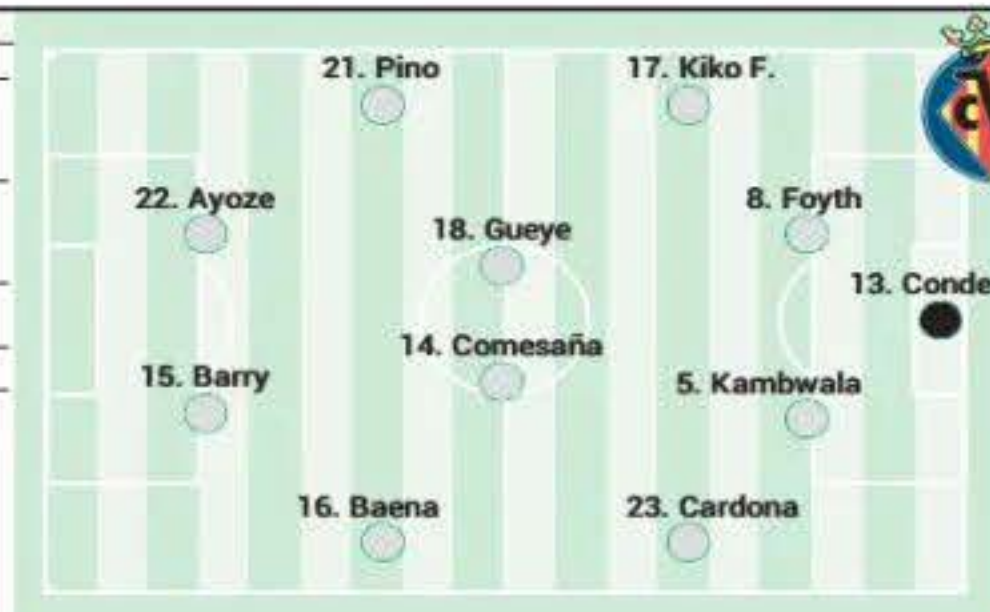 21. Pino
17. Kiko F.
22. Ayoze
8. Foyth
18. Gueye
13. Conde
14. Comesaña
15. Barry
5. Kambwala
16. Baena
23. Cardona